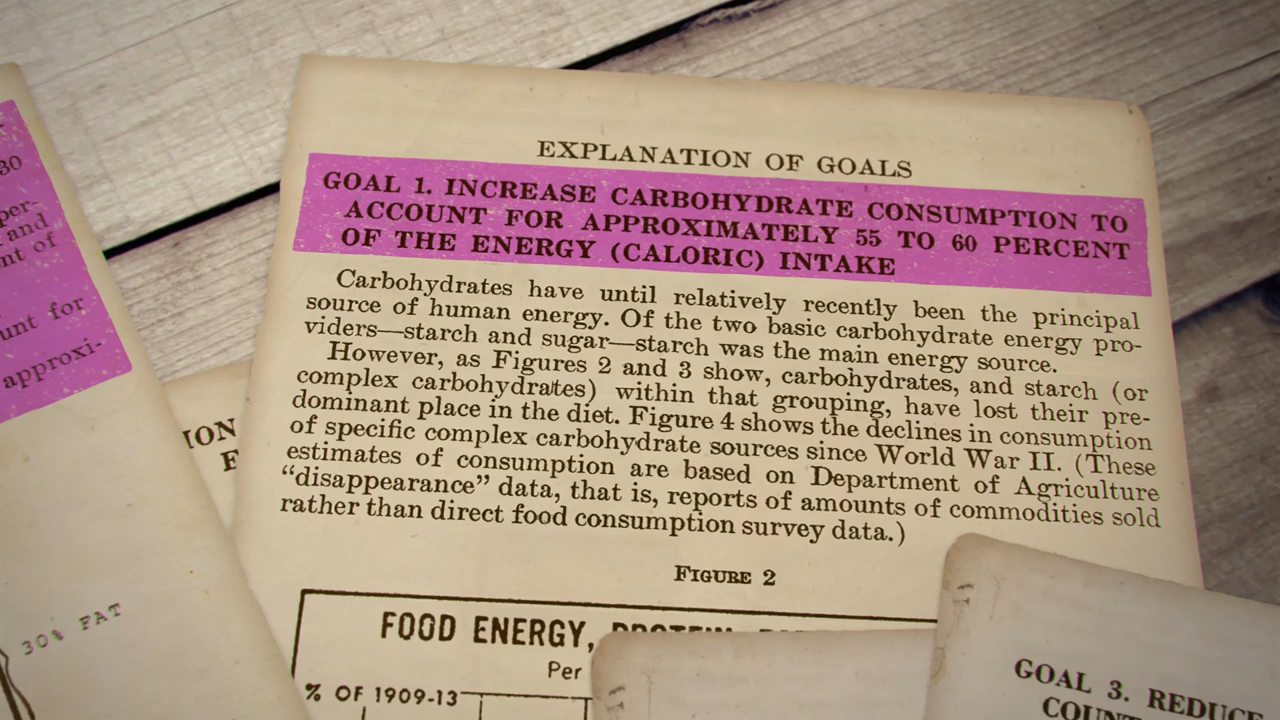 30
per-
and
nt of
unt for
approxi-
30% FAT
ION
EXPLANATION OF GOALS
GOAL 1. INCREASE CARBOHYDRATE CONSUMPTION TO
ACCOUNT FOR APPROXIMATELY 55 TO 60 PERCENT
OF THE ENERGY (CALORIC) INTAKE
Carbohydrates have until relatively recently been the principal
source of human energy. Of the two basic carbohydrate energy pro-
viders—starch and sugar—starch was the main energy source.
However, as Figures 2 and 3 show, carbohydrates, and starch (or
complex carbohydrates) within that grouping, have lost their pre-
dominant place in the diet. Figure 4 shows the declines in consumption
of specific complex carbohydrate sources since World War II. (These
estimates of consumption are based on Department of Agriculture
“disappearance” data, that is, reports of amounts of commodities sold
rather than direct food consumption survey data.)
FIGURE 2
FOOD ENERGY,
Per
% OF 1909-13
GOAL 3. REDUCE